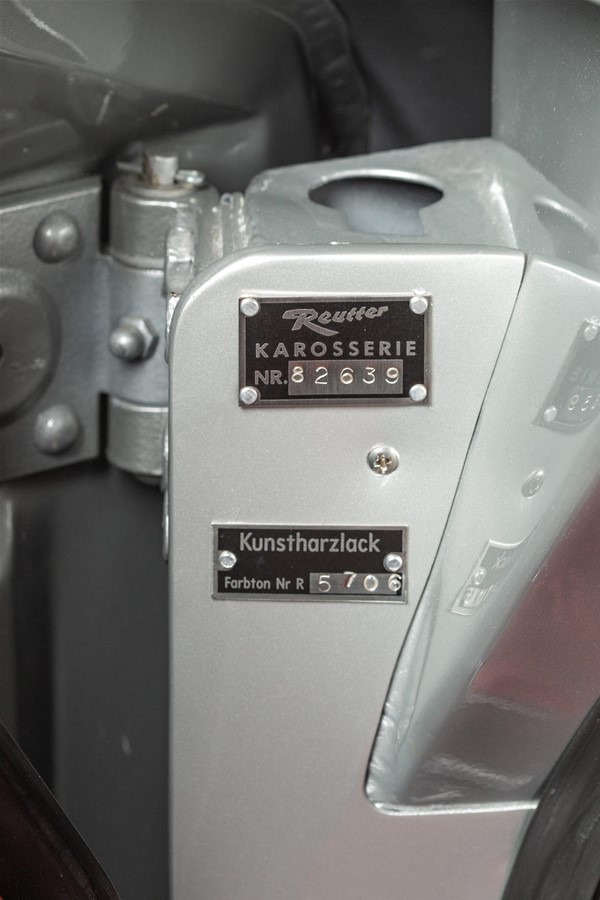 Reutter
KAROSSERIE
NR. 82639
Kunstharzlack
Farbton Nr R 5706